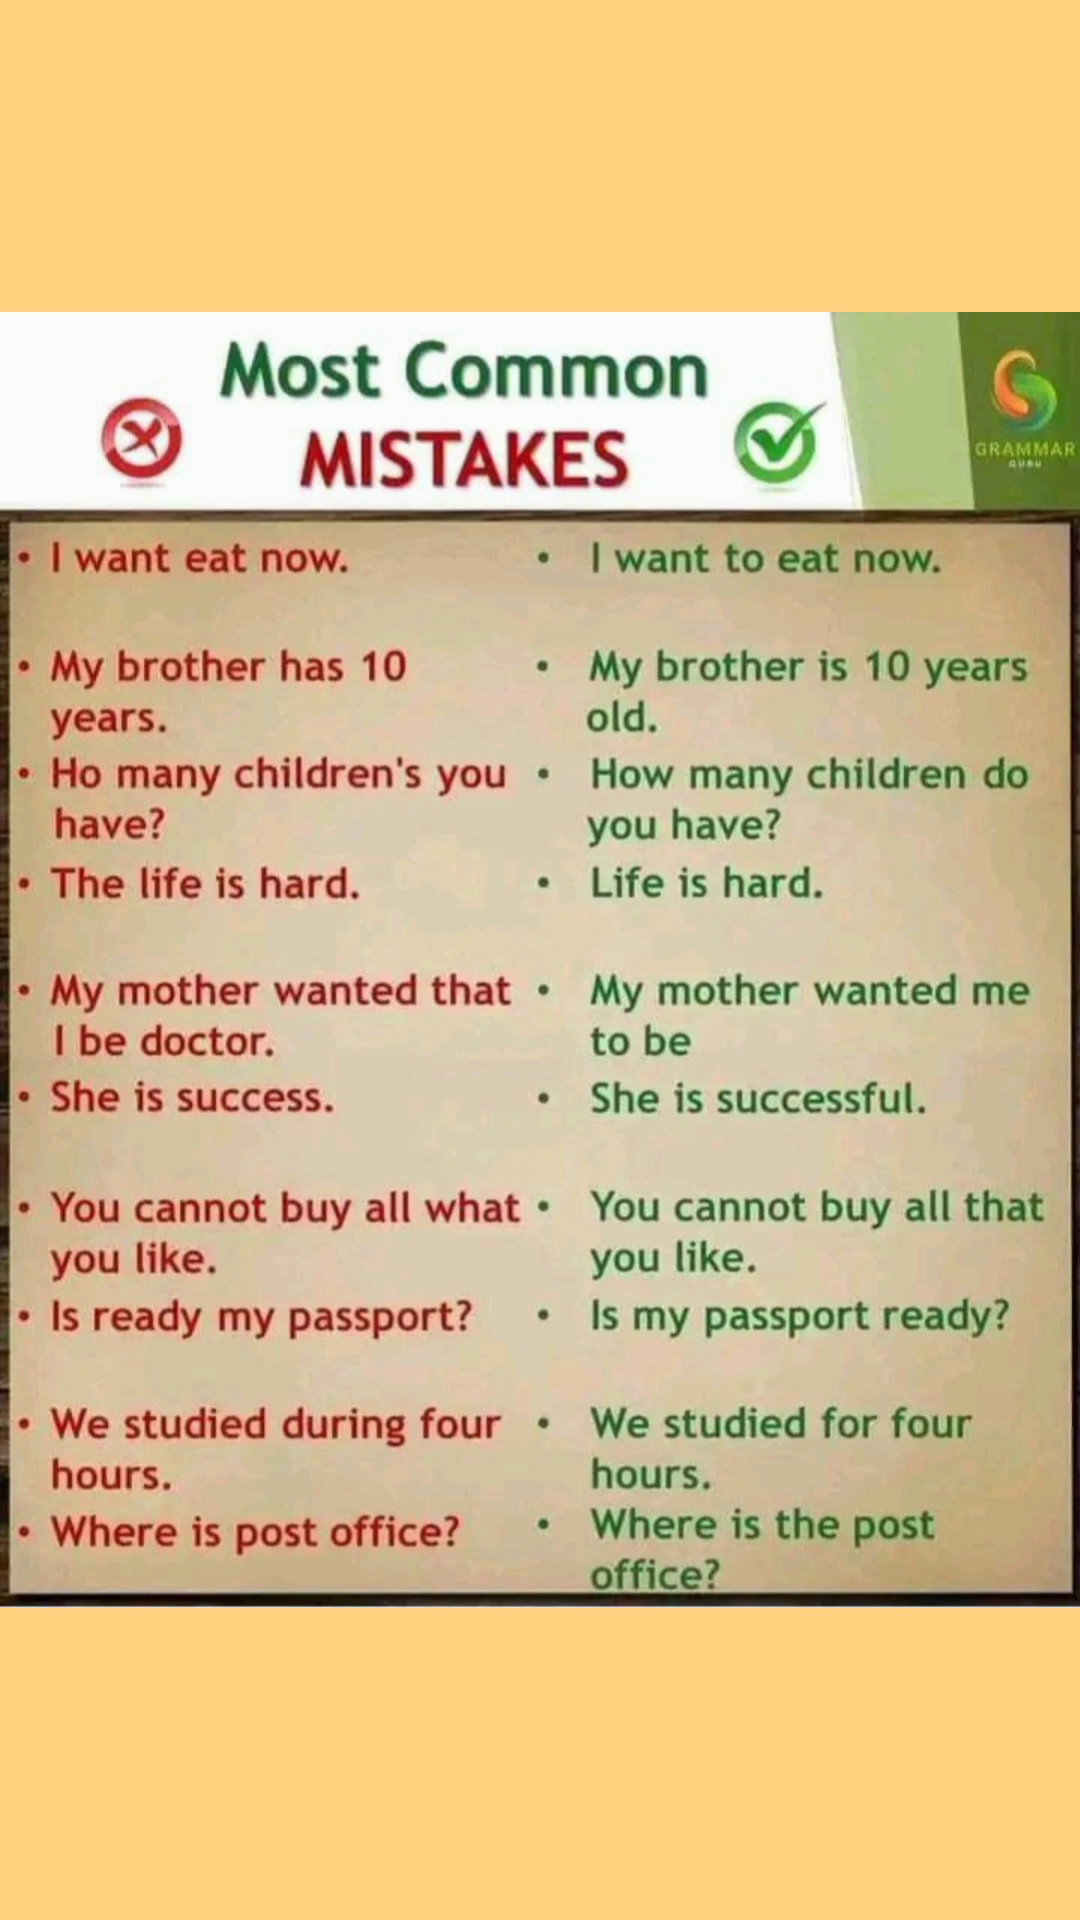 Most Common
MISTAKES
GRAMMAR
GURU
• I want eat now.
• I want to eat now.
• My brother has 10
years.
• My brother is 10 years
old.
• Ho many children's you
have?
• How many children do
you have?
• The life is hard.
• Life is hard.
• My mother wanted that
I be doctor.
• My mother wanted me
to be
• She is success.
• She is successful.
• You cannot buy all what
you like.
• You cannot buy all that
you like.
• Is ready my passport?
• Is my passport ready?
• We studied during four
hours.
• We studied for four
hours.
• Where is post office?
• Where is the post
office?